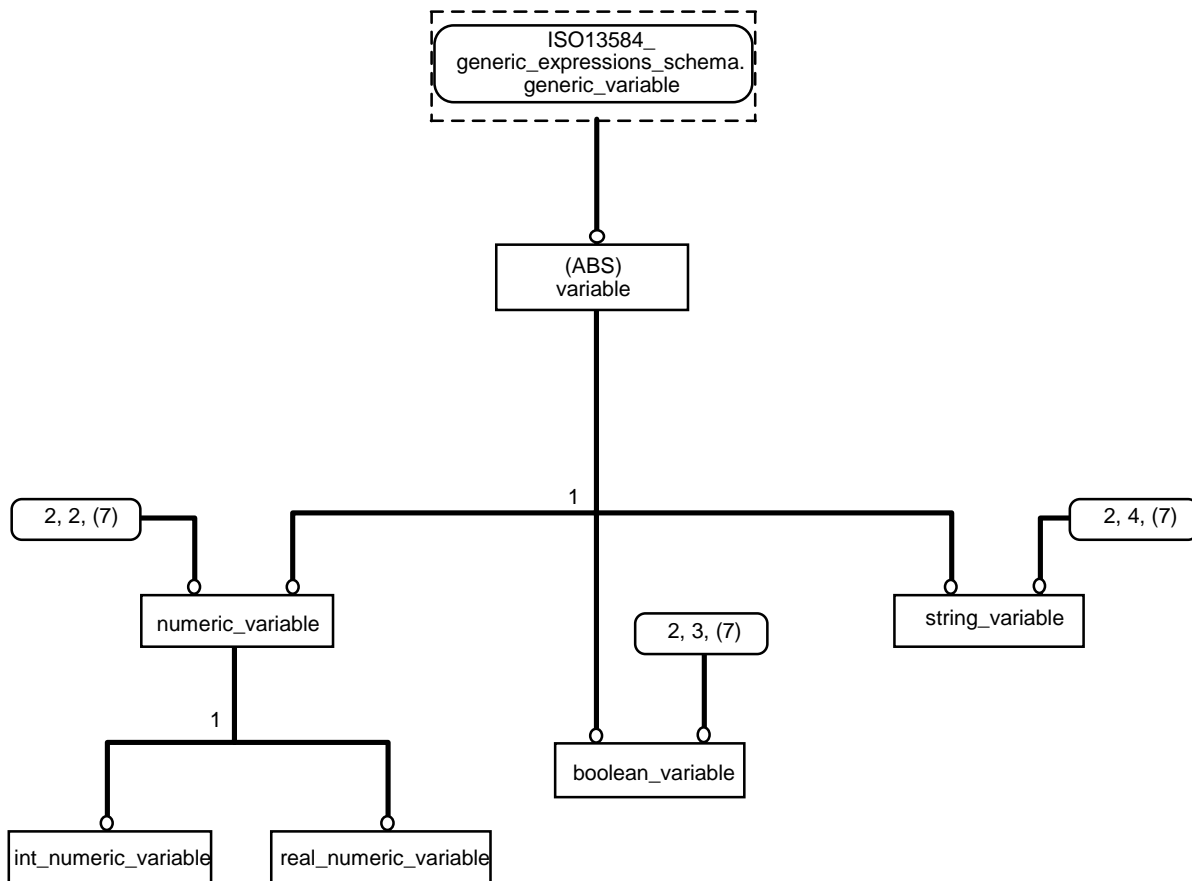 ISO13584_
generic_expressions_schema.
generic_variable
(ABS)
variable
1
2, 2, (7)
2, 4, (7)
numeric_variable
2, 3, (7)
string_variable
1
boolean_variable
int_numeric_variable
real_numeric_variable